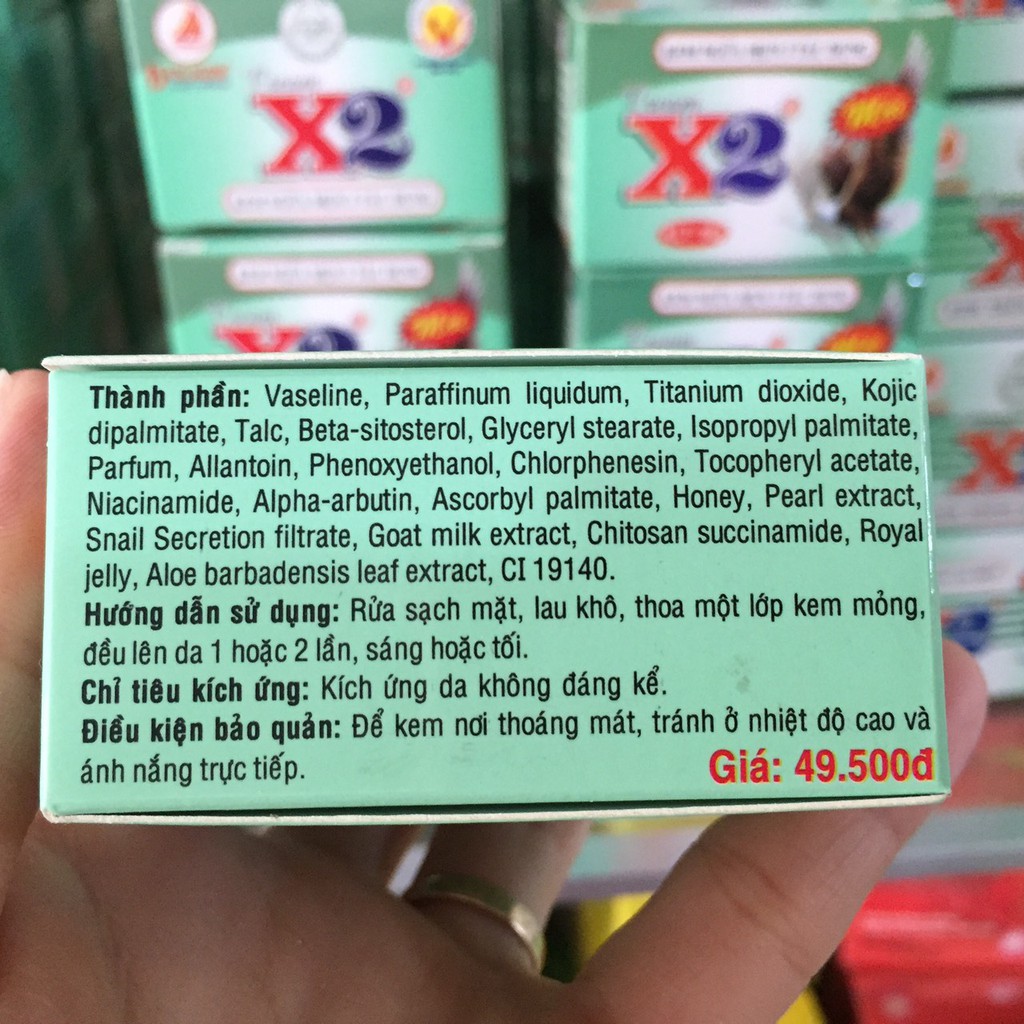 X2
X2
Thành phần: Vaseline, Paraffinum liquidum, Titanium dioxide, Kojic
dipalmitate, Talc, Beta-sitosterol, Glyceryl stearate, Isopropyl palmitate,
Parfum, Allantoin, Phenoxyethanol, Chlorphenesin, Tocopheryl acetate,
Niacinamide, Alpha-arbutin, Ascorbyl palmitate, Honey, Pearl extract,
Snail Secretion filtrate, Goat milk extract, Chitosan succinamide, Royal
jelly, Aloe barbadensis leaf extract, CI 19140.
Hướng dẫn sử dụng: Rửa sạch mặt, lau khô, thoa một lớp kem mỏng,
đều lên da 1 hoặc 2 lần, sáng hoặc tối.
Chỉ tiêu kích ứng: Kích ứng da không đáng kể.
Điều kiện bảo quản: Để kem nơi thoáng mát, tránh ở nhiệt độ cao và
ánh nắng trực tiếp.
Giá: 49.500đ